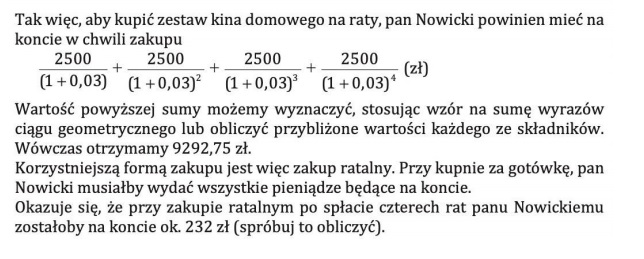 Tak więc, aby kupić zestaw kina domowego na raty, pan Nowicki powinien mieć na
koncie w chwili zakupu
2500/(1+0,03) + 2500/(1+0,03)² + 2500/(1+0,03)³ + 2500/(1+0,03)⁴ (zł)
Wartość powyższej sumy możemy wyznaczyć, stosując wzór na sumę wyrazów
ciągu geometrycznego lub obliczyć przybliżone wartości każdego ze składników.
Wówczas otrzymamy 9292,75 zł.
Korzystniejszą formą zakupu jest więc zakup ratalny. Przy kupnie za gotówkę, pan
Nowicki musiałby wydać wszystkie pieniądze będące na koncie.
Okazuje się, że przy zakupie ratalnym po spłacie czterech rat panu Nowickiemu
zostałoby na koncie ok. 232 zł (spróbuj to obliczyć).